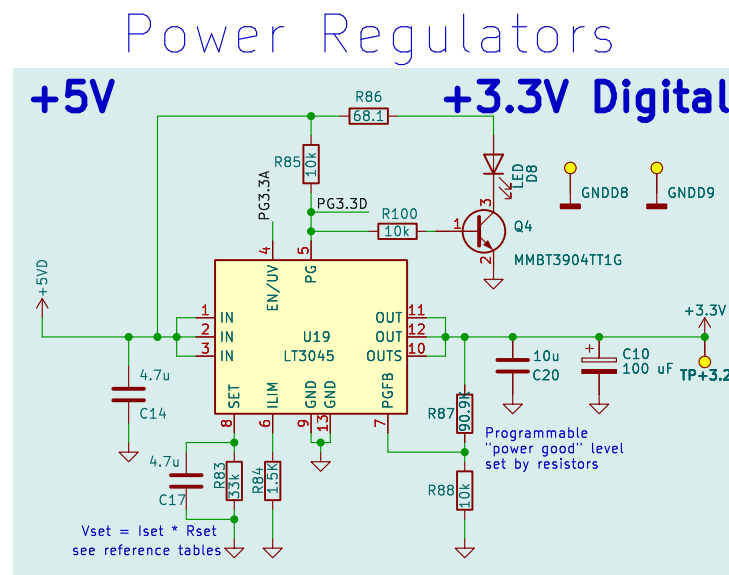 Power Regulators
+5V
+3.3V Digital
R86
68.1
R85
10k
LED
D8
GNDD8
GNDD9
PG3.3A
PG3.3D
R100
10k
3
1
2
Q4
MMBT3904TT1G
4
5
EN/UV
PG
+5VD
1
IN
2
IN
3
IN
U19
LT3045
OUT
11
OUT
12
OUTS
10
+3.3V
4.7u
C14
10u
C20
+
C10
100 uF
TP+3.2
SET
ILIM
GND
GND
PGFB
8
6
9
13
7
R87
90.9K
Programmable
"power good" level
set by resistors
4.7u
C17
R83
33k
R84
1.5K
R88
10k
Vset = Iset * Rset
see reference tables